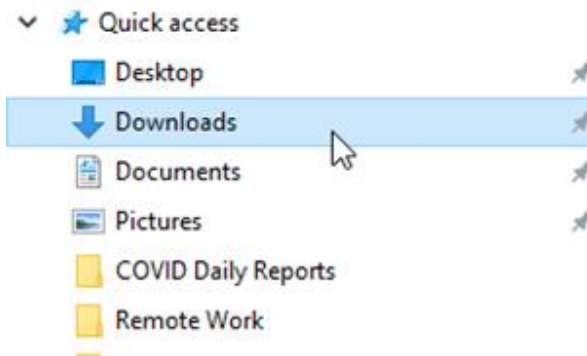 Quick access
Desktop
Downloads
Documents
Pictures
COVID Daily Reports
Remote Work